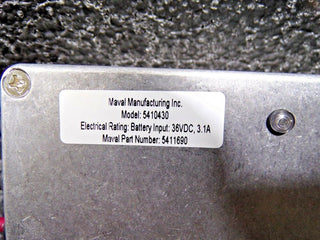 Maval Manufacturing Inc.
Model: 5410430
Electrical Rating: Battery Input: 36VDC, 3.1A
Maval Part Number: 5411690